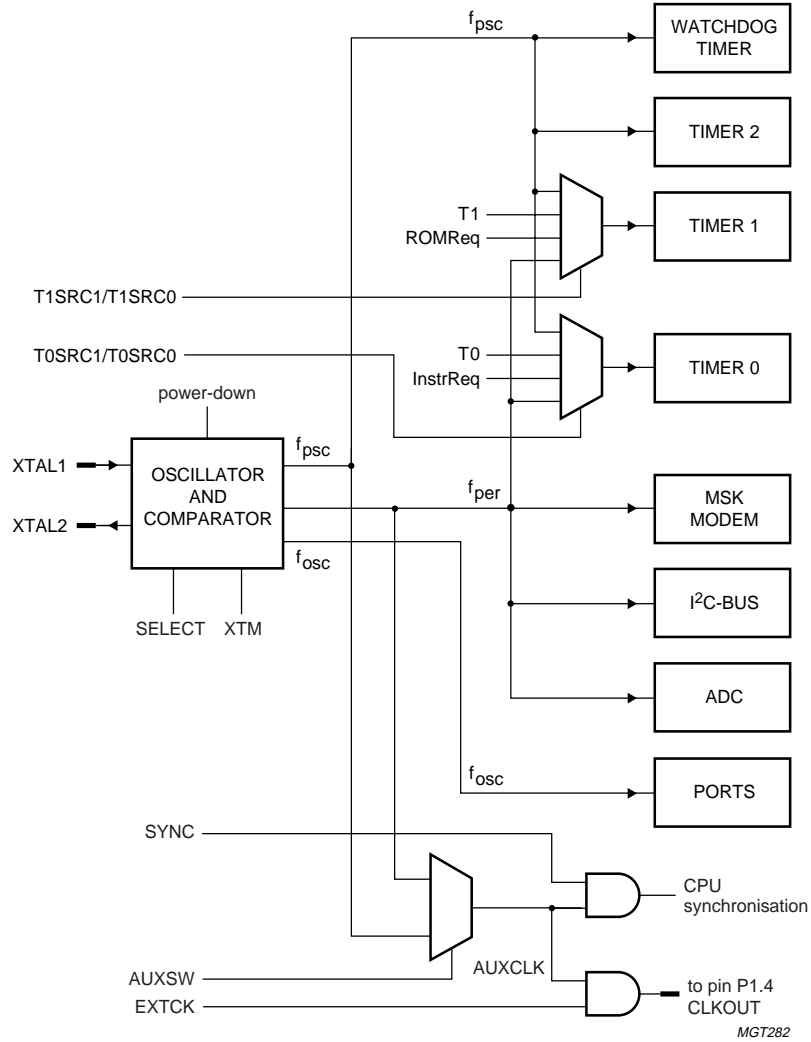 f_psc
WATCHDOG
TIMER
TIMER 2
T1
ROMReq
TIMER 1
T1SRC1/T1SRC0
T0SRC1/T0SRC0
T0
InstrReq
TIMER 0
power-down
XTAL1
XTAL2
OSCILLATOR
AND
COMPARATOR
f_psc
f_osc
f_per
MSK
MODEM
SELECT
XTM
I²C-BUS
ADC
f_osc
PORTS
SYNC
CPU
synchronisation
AUXSW
AUXCLK
EXTCK
to pin P1.4
CLKOUT
MGT282